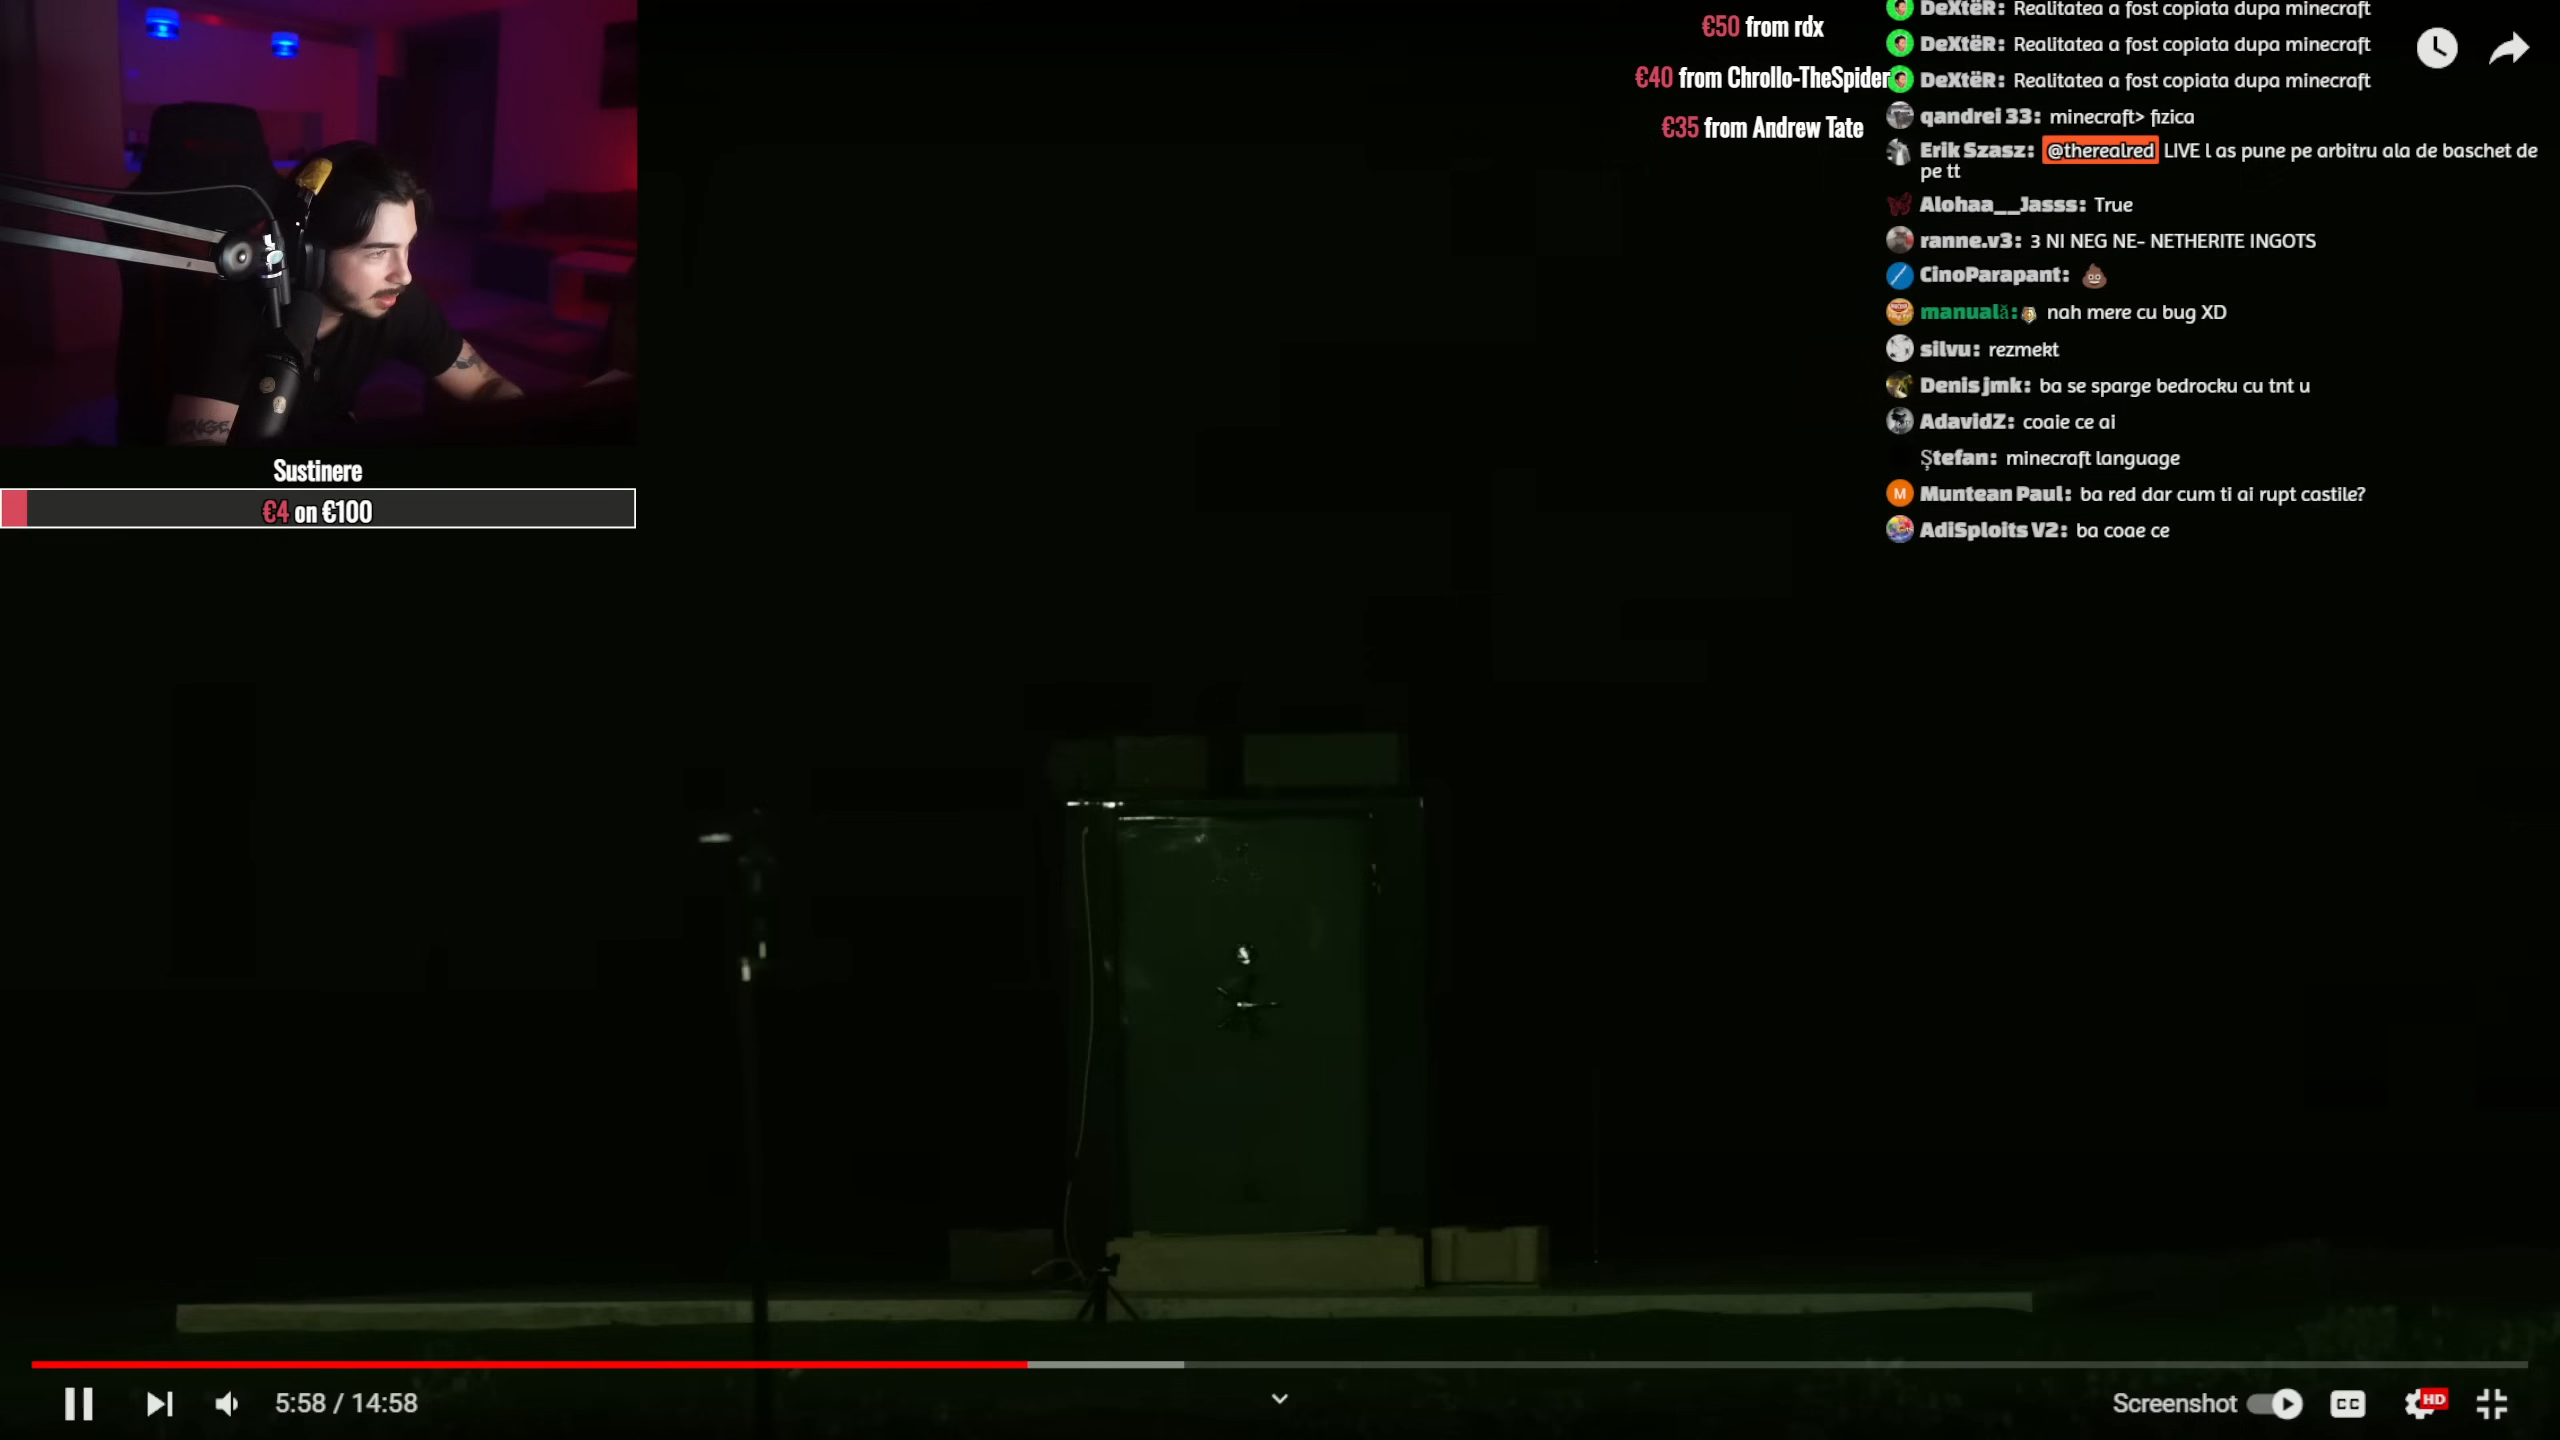 €50 from rdx
€40 from Chrollo-TheSpider
€35 from Andrew Tate
DeXtëR: Realitatea a fost copiata dupa minecraft
DeXtëR: Realitatea a fost copiata dupa minecraft
DeXtëR: Realitatea a fost copiata dupa minecraft
qandrei 33: minecraft> fizica
Erik Szasz: @therealred LIVE l as pune pe arbitru ala de baschet de
pe tt
Alohaa__Jasss: True
ranne.v3: 3 NI NEG NE- NETHERITE INGOTS
CinoParapant: 💩
manuală: nah mere cu bug XD
silvu: rezmekt
Denis jmk: ba se sparge bedrocku cu tnt u
AdavidZ: coaie ce ai
Ștefan: minecraft language
M Muntean Paul: ba red dar cum ti ai rupt castile?
AdiSploits V2: ba coae ce
Sustinere
€4 on €100
5:58 / 14:58
Screenshot
CC
HD